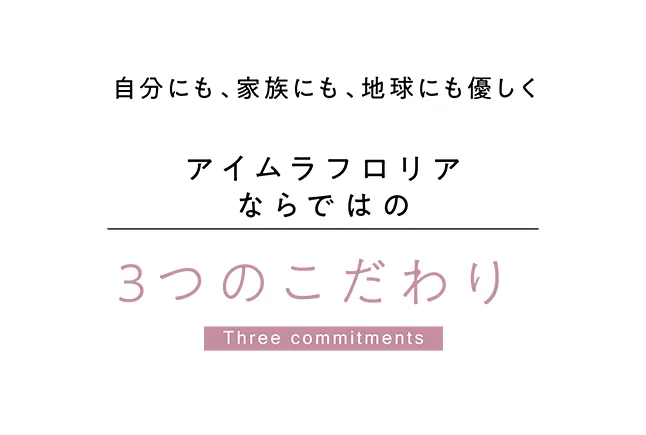 自分にも、家族にも、地球にも優しく
アイムラフロリア
ならではの
3つのこだわり
Three commitments